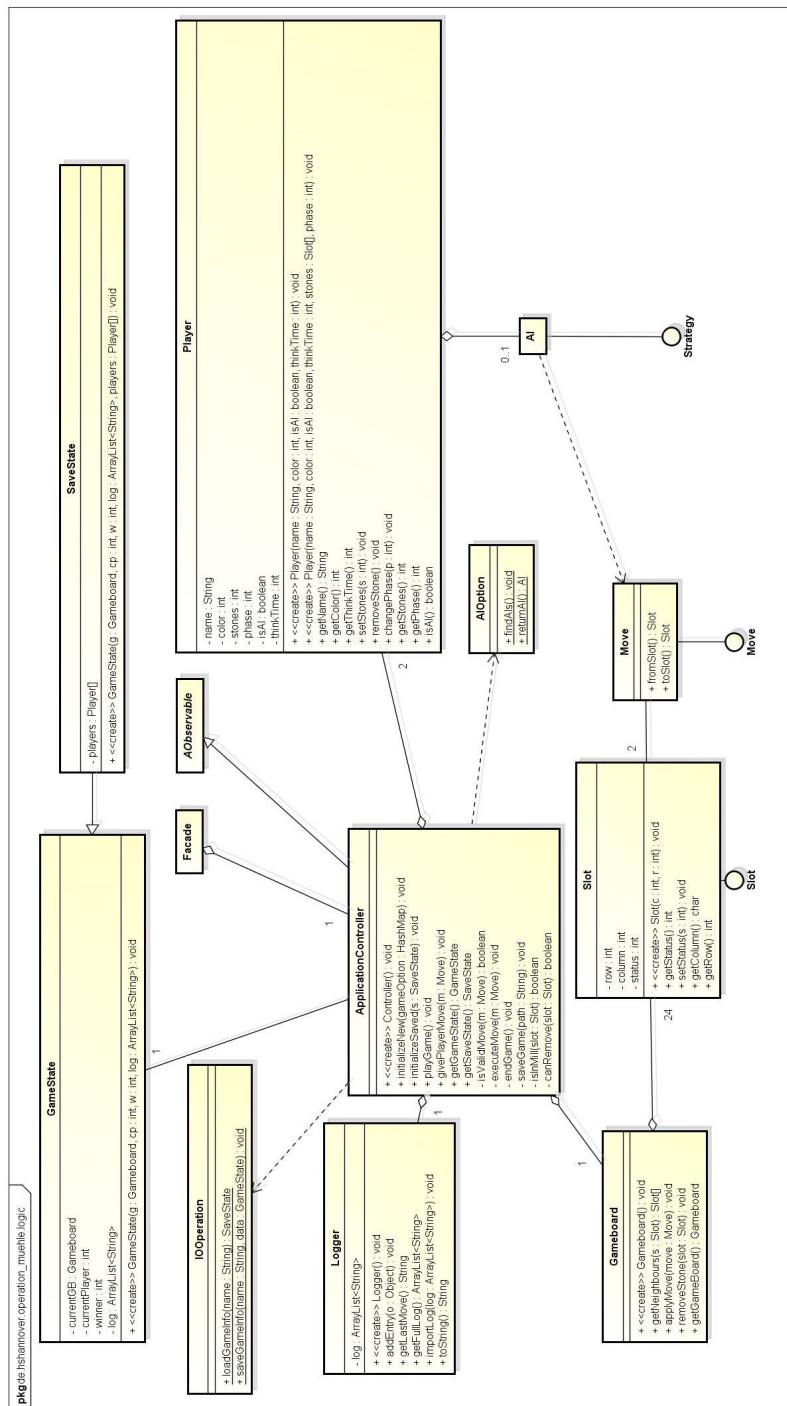 pkg de.hshannover.operation_muehle.logic
GameState
- currentGB : Gameboard
- currentPlayer : int
- winner : int
- log : ArrayList<String>
+ <<create>> GameState(g : Gameboard, cp : int, w : int, log : ArrayList<String>) : void
SaveState
- players : Player[]
+ <<create>> GameState(g : Gameboard, cp : int, w : int, log : ArrayList<String>, players : Player[]) : void
IOOperation
+ loadGameInfo(name : String) : SaveState
+ saveGameInfo(name : String, data : GameState) : void
Facade
AObservable
Player
- name : String
- color : int
- stones : int
- phase : int
- isAI : boolean
- thinkTime : int
+ <<create>> Player(name : String, color : int, isAI : boolean, thinkTime : int) : void
+ <<create>> Player(name : String, color : int, isAI : boolean, thinkTime : int, stones : Slot[], phase : int) : void
+ getName() : String
+ getColor() : int
+ getThinkTime() : int
+ setStones(s : int) : void
+ removeStone() : void
+ changePhase(p : int) : void
+ getStones() : int
+ getPhase() : int
+ isAI() : boolean
1
1
2
Logger
- log : ArrayList<String>
+ <<create>> Logger() : void
+ addEntry(o : Object) : void
+ getLastMove() : String
+ getFullLog() : ArrayList<String>
+ importLog(log : ArrayList<String>) : void
+ toString() : String
1
ApplicationController
+ <<create>> Controller() : void
+ initializeNew(gameOption : HashMap) : void
+ initializeSaved(s : SaveState) : void
+ playGame() : void
+ givePlayerMove(m : Move) : void
+ getGameState() : GameState
+ getSaveState() : SaveState
- isValidMove(m : Move) : boolean
- executeMove(m : Move) : void
- endGame() : void
- saveGame(path : String) : void
- isInMill(slot : Slot) : boolean
- canRemove(slot : Slot) : boolean
AIOption
+ findAIs() : void
+ returnAI() : AI
0..1
AI
Strategy
1
Gameboard
+ <<create>> Gameboard() : void
+ getNeighbours(s : Slot) : Slot[]
+ applyMove(move : Move) : void
+ removeStone(slot : Slot) : void
+ getGameBoard() : Gameboard
24
Slot
- row : int
- column : int
- status : int
+ <<create>> Slot(c : int, r : int) : void
+ getStatus() : int
+ setStatus(s : int) : void
+ getColumn() : char
+ getRow() : int
Slot
2
Move
+ fromSlot() : Slot
+ toSlot() : Slot
Move